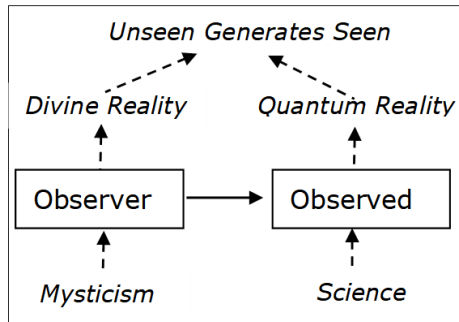 Unseen Generates Seen
Divine Reality
Quantum Reality
Observer
Observed
Mysticism
Science